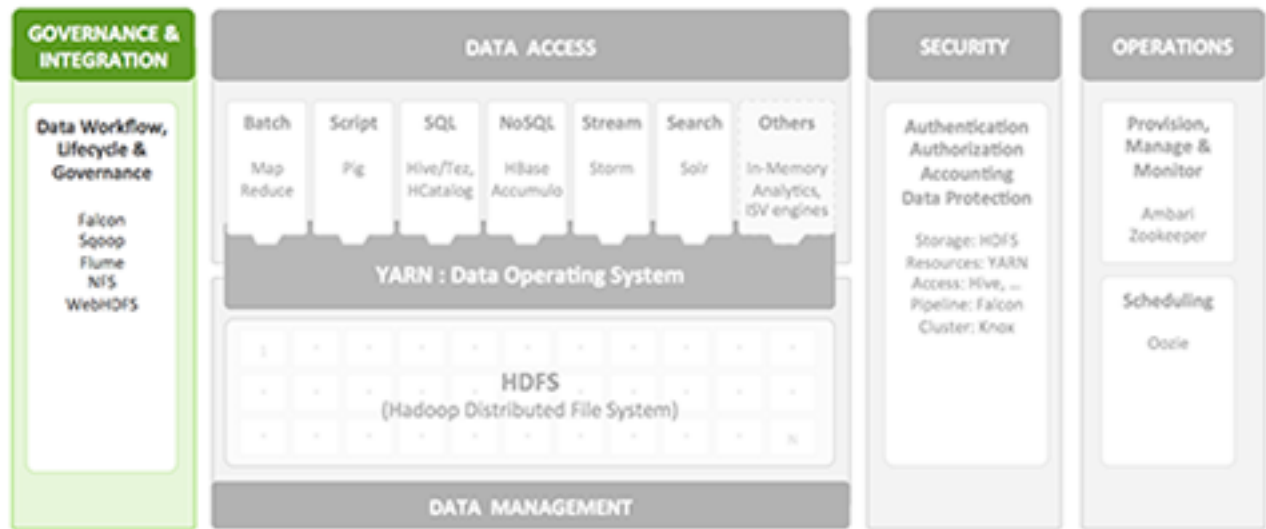 GOVERNANCE &
INTEGRATION
Data Workflow,
Lifecycle &
Governance
Falcon
Sqoop
Flume
NFS
WebHDFS
DATA ACCESS
Batch
Map
Reduce
Script
Pig
SQL
Hive/Tez,
HCatalog
NoSQL
HBase
Accumulo
Stream
Storm
Search
Solr
Others
In-Memory
Analytics,
ISV engines
YARN : Data Operating System
1
HDFS
(Hadoop Distributed File System)
N
DATA MANAGEMENT
SECURITY
Authentication
Authorization
Accounting
Data Protection
Storage: HDFS
Resources: YARN
Access: Hive, ...
Pipeline: Falcon
Cluster: Knox
OPERATIONS
Provision,
Manage &
Monitor
Ambari
Zookeeper
Scheduling
Oozie